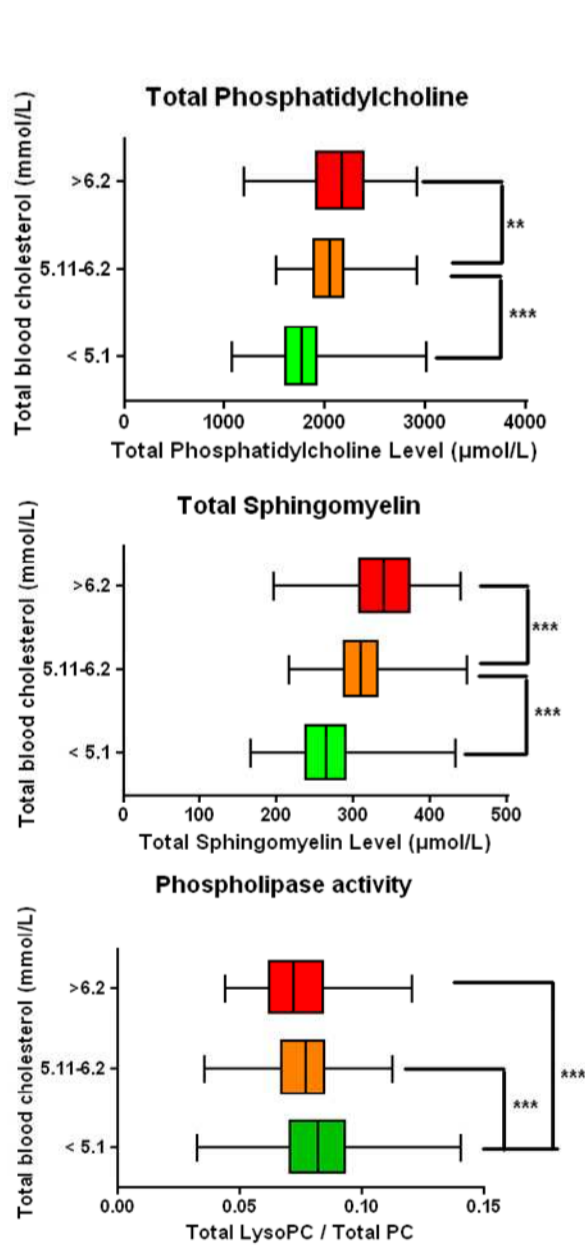 Total Phosphatidylcholine
Total blood cholesterol (mmol/L)
>6.2
**
5.11-6.2
***
< 5.1
0 1000 2000 3000 4000
Total Phosphatidylcholine Level (µmol/L)
Total Sphingomyelin
Total blood cholesterol (mmol/L)
>6.2
***
5.11-6.2
***
< 5.1
0 100 200 300 400 500
Total Sphingomyelin Level (µmol/L)
Phospholipase activity
Total blood cholesterol (mmol/L)
>6.2
5.11-6.2
***
***
< 5.1
0.00 0.05 0.10 0.15
Total LysoPC / Total PC